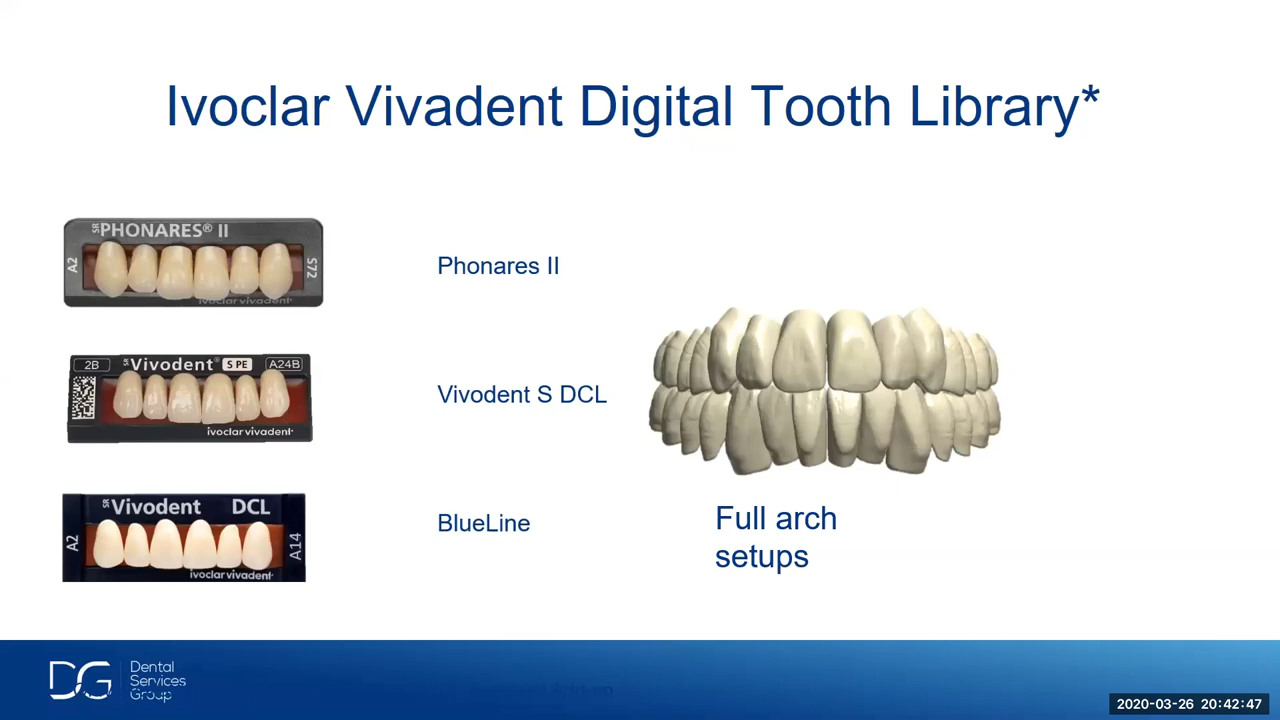 Ivoclar Vivadent Digital Tooth Library*
SR PHONARES® II
A2
S72
ivoclar vivadent
Phonares II
2B
SR Vivodent® S PE A24B
ivoclar vivadent
Vivodent S DCL
SR Vivodent DCL
A2
A14
ivoclar vivadent
BlueLine
Full arch
setups
DG
Dental
Services
Group
2020-03-26 20:42:47